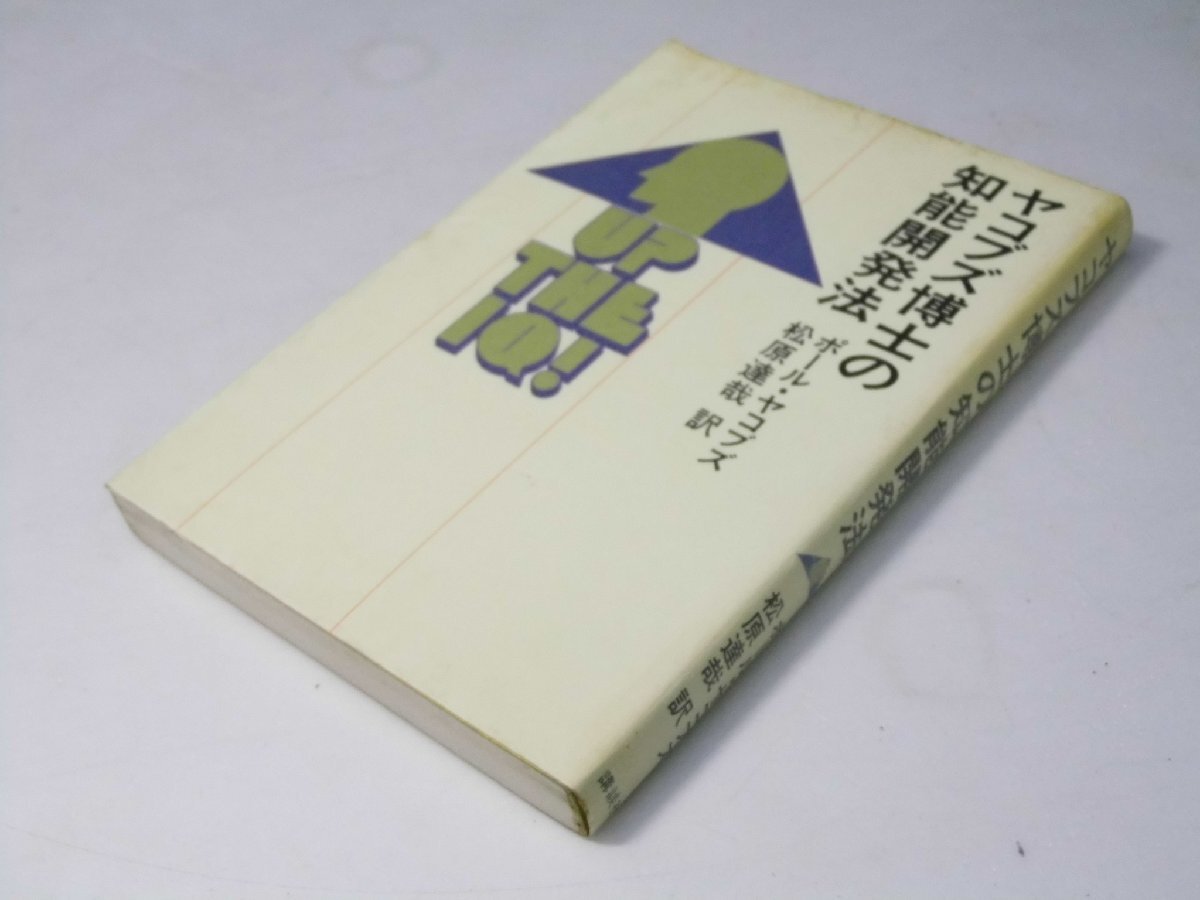 ヤコブズ博士の
知能開発法
ポール・ヤコブズ
松原達哉 訳
UP
THE
IQ!
ヤコブズ博士の知能開発法
松原達哉 訳